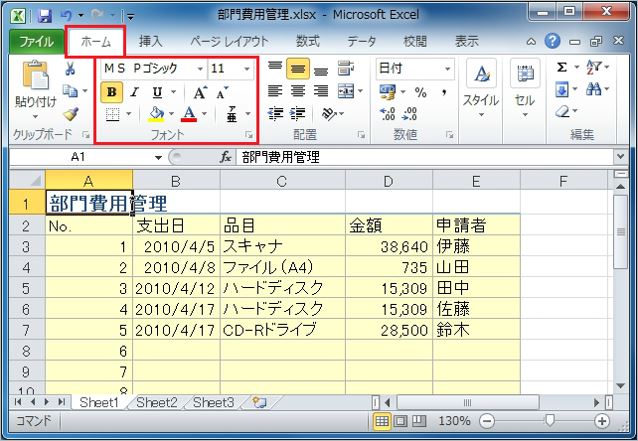 部門費用管理.xlsx - Microsoft Excel
ファイル ホーム 挿入 ページ レイアウト 数式 データ 校閲 表示
貼り付け
クリップボード
ＭＳ Ｐゴシック 11
B I U A A
A 亜
フォント
配置
日付
% ,
.0 .00
.00 .0
数値
A
スタイル
セル
Σ
編集
A1 fx 部門費用管理
A B C D E F
1 部門費用管理
2 No. 支出日 品目 金額 申請者
3 1 2010/4/5 スキャナ 38,640 伊藤
4 2 2010/4/8 ファイル（A4） 735 山田
5 3 2010/4/12 ハードディスク 15,309 田中
6 4 2010/4/17 ハードディスク 15,309 佐藤
7 5 2010/4/17 CD-Rドライブ 28,500 鈴木
8 6
9 7
10 8
Sheet1 Sheet2 Sheet3
コマンド 130%